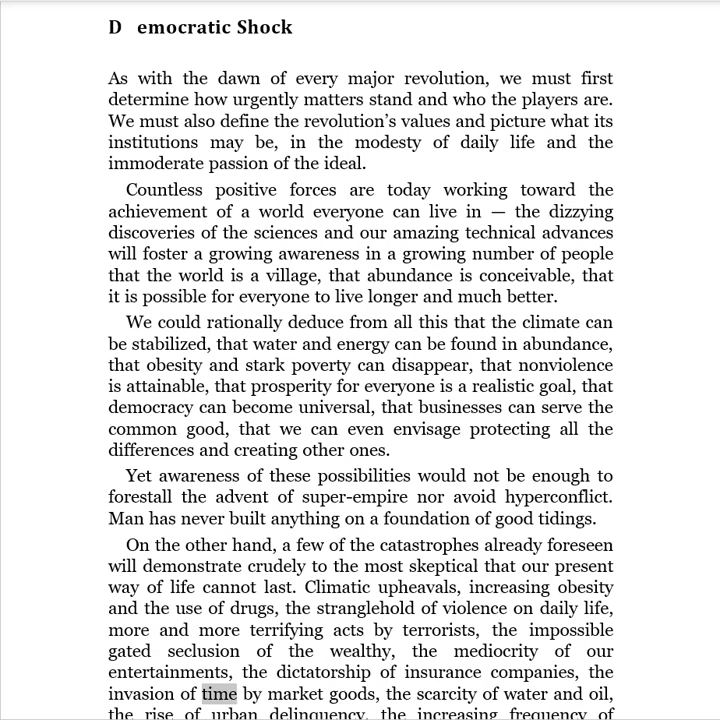 D emocratic Shock
As with the dawn of every major revolution, we must first
determine how urgently matters stand and who the players are.
We must also define the revolution’s values and picture what its
institutions may be, in the modesty of daily life and the
immoderate passion of the ideal.
Countless positive forces are today working toward the
achievement of a world everyone can live in — the dizzying
discoveries of the sciences and our amazing technical advances
will foster a growing awareness in a growing number of people
that the world is a village, that abundance is conceivable, that
it is possible for everyone to live longer and much better.
We could rationally deduce from all this that the climate can
be stabilized, that water and energy can be found in abundance,
that obesity and stark poverty can disappear, that nonviolence
is attainable, that prosperity for everyone is a realistic goal, that
democracy can become universal, that businesses can serve the
common good, that we can even envisage protecting all the
differences and creating other ones.
Yet awareness of these possibilities would not be enough to
forestall the advent of super-empire nor avoid hyperconflict.
Man has never built anything on a foundation of good tidings.
On the other hand, a few of the catastrophes already foreseen
will demonstrate crudely to the most skeptical that our present
way of life cannot last. Climatic upheavals, increasing obesity
and the use of drugs, the stranglehold of violence on daily life,
more and more terrifying acts by terrorists, the impossible
gated seclusion of the wealthy, the mediocrity of our
entertainments, the dictatorship of insurance companies, the
invasion of time by market goods, the scarcity of water and oil,
the rise of urban delinquency, the increasing frequency of